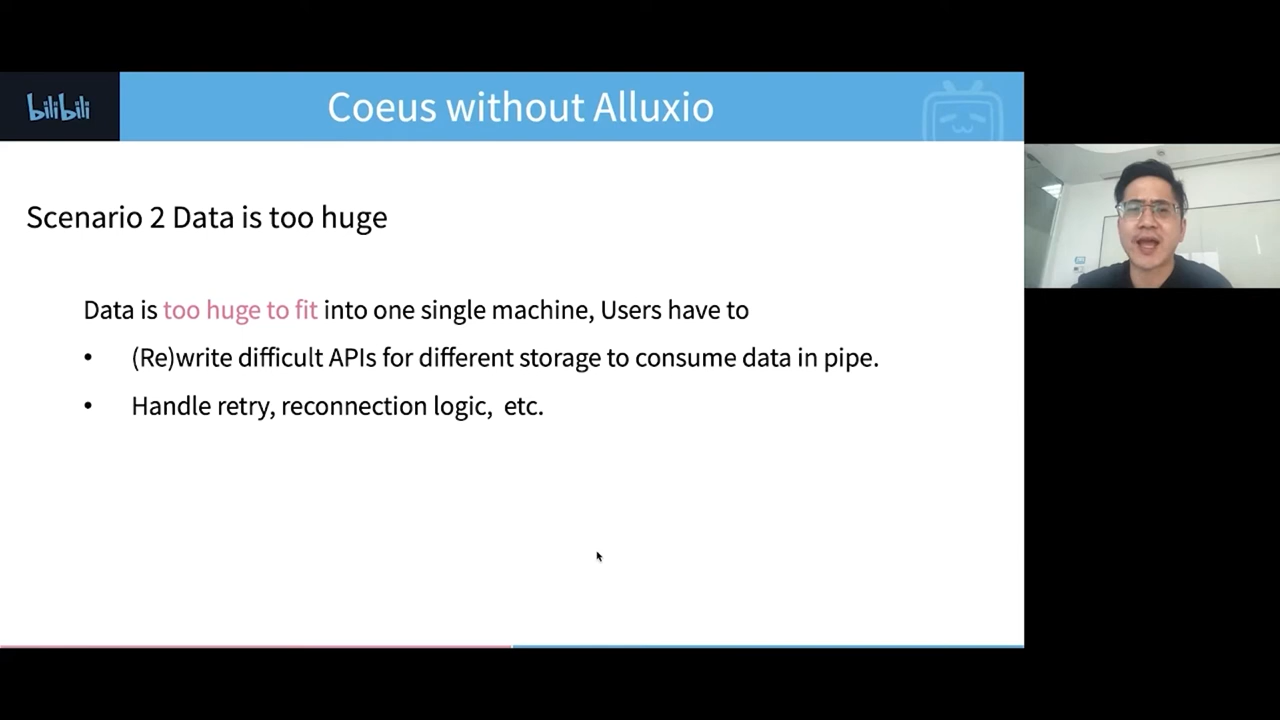 bilibili
Coeus without Alluxio
Scenario 2 Data is too huge
Data is too huge to fit into one single machine, Users have to
• (Re)write difficult APIs for different storage to consume data in pipe.
• Handle retry, reconnection logic, etc.